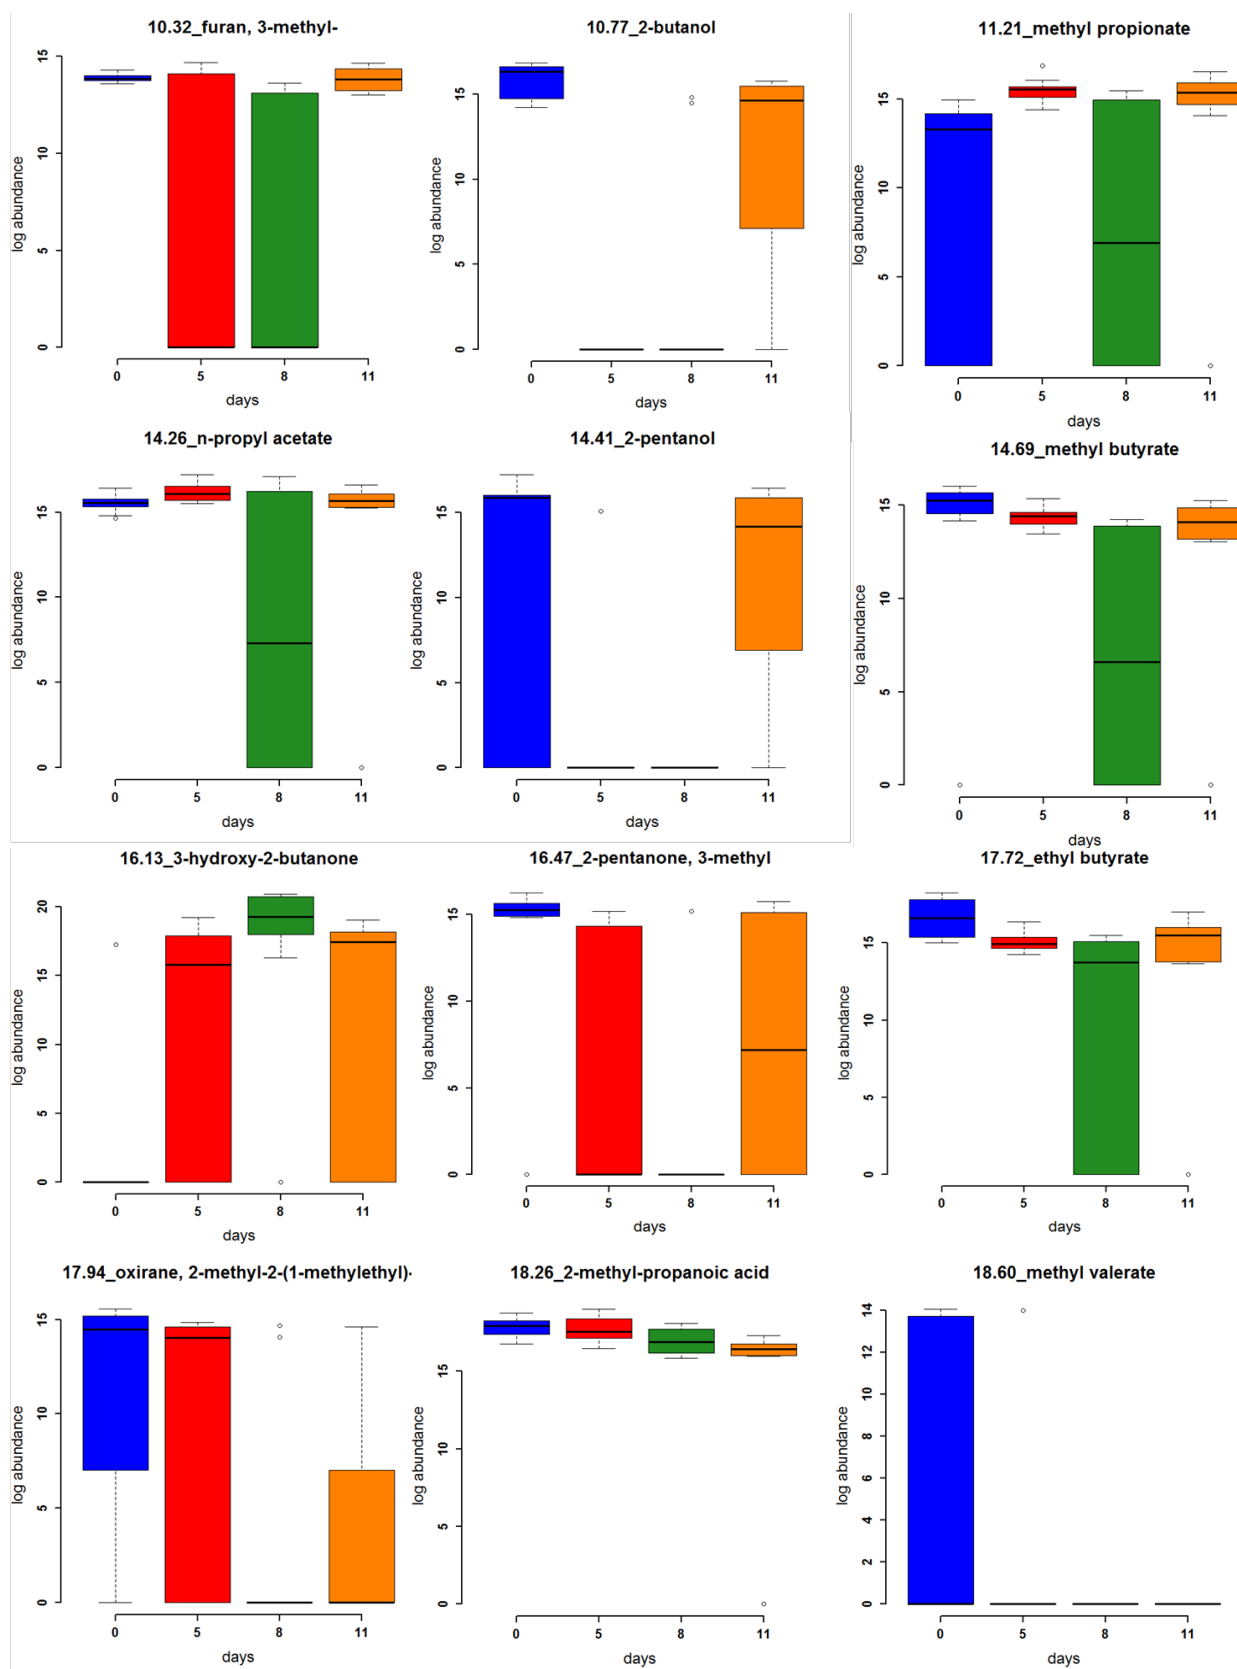 10.32_furan, 3-methyl-
log abundance
15
10
5
0
0 5 8 11
days
10.77_2-butanol
log abundance
15
10
5
0
0 5 8 11
days
11.21_methyl propionate
log abundance
15
10
5
0
0 5 8 11
days
14.26_n-propyl acetate
log abundance
15
10
5
0
0 5 8 11
days
14.41_2-pentanol
log abundance
15
10
5
0
0 5 8 11
days
14.69_methyl butyrate
log abundance
15
10
5
0
0 5 8 11
days
16.13_3-hydroxy-2-butanone
log abundance
20
15
10
5
0
0 5 8 11
days
16.47_2-pentanone, 3-methyl
log abundance
15
10
5
0
0 5 8 11
days
17.72_ethyl butyrate
log abundance
15
10
5
0
0 5 8 11
days
17.94_oxirane, 2-methyl-2-(1-methylethyl)-
log abundance
15
10
5
0
0 5 8 11
days
18.26_2-methyl-propanoic acid
log abundance
15
10
5
0
0 5 8 11
days
18.60_methyl valerate
log abundance
14
12
10
8
6
4
2
0
0 5 8 11
days